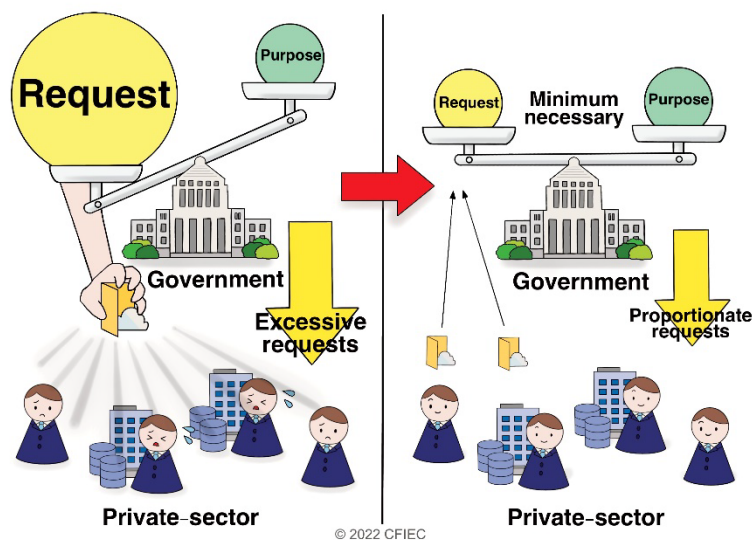 Request
Purpose
Government
Excessive
requests
Private-sector
Request
Minimum
necessary
Purpose
Government
Proportionate
requests
Private-sector
© 2022 CFIEC